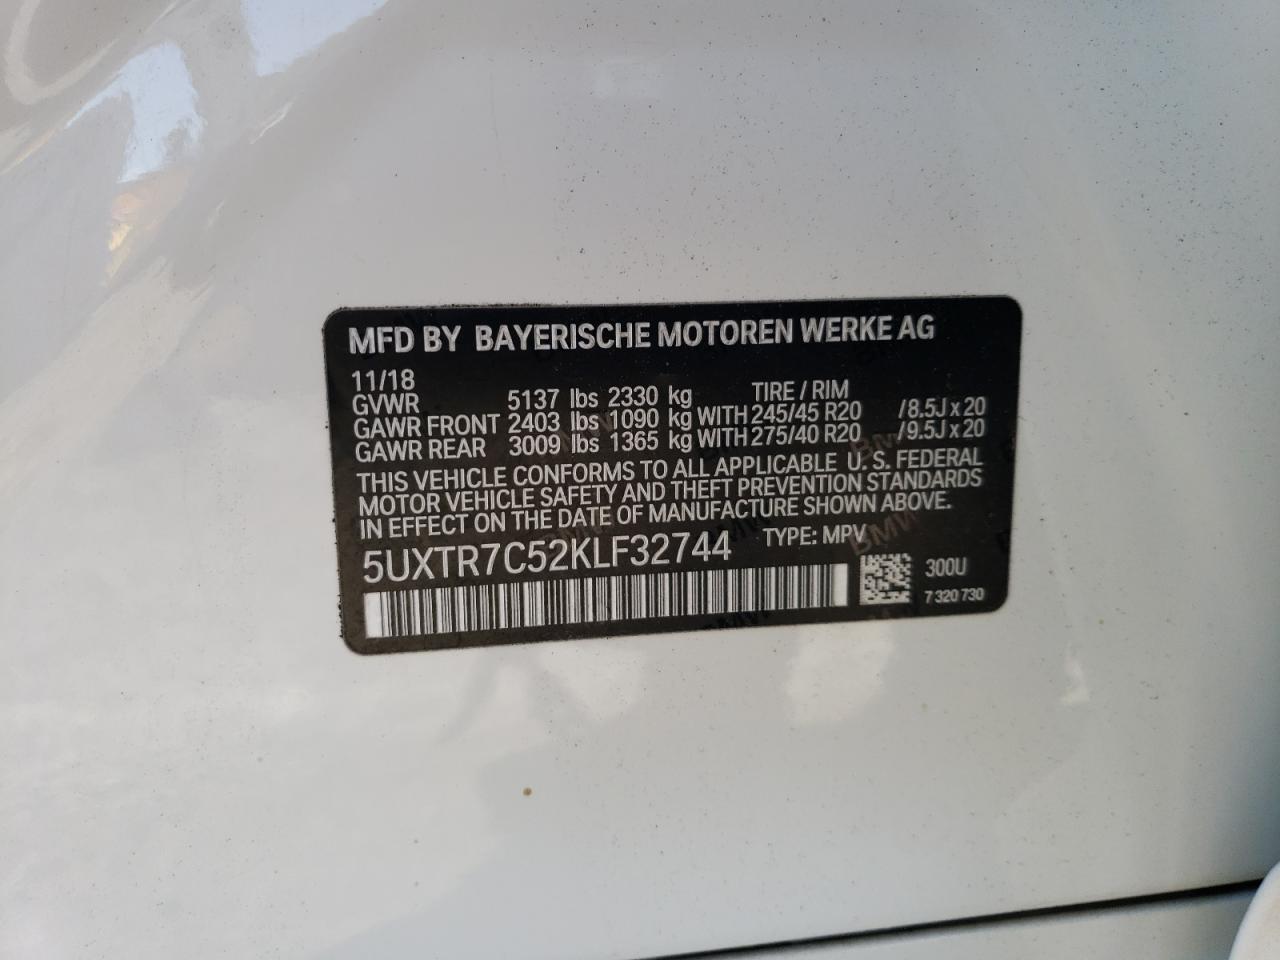 MFD BY BAYERISCHE MOTOREN WERKE AG
11/18
GVWR 5137 lbs 2330 kg TIRE / RIM
GAWR FRONT 2403 lbs 1090 kg WITH 245/45 R20 /8.5J x 20
GAWR REAR 3009 lbs 1365 kg WITH 275/40 R20 /9.5J x 20
THIS VEHICLE CONFORMS TO ALL APPLICABLE U. S. FEDERAL
MOTOR VEHICLE SAFETY AND THEFT PREVENTION STANDARDS
IN EFFECT ON THE DATE OF MANUFACTURE SHOWN ABOVE.
5UXTR7C52KLF32744 TYPE: MPV
300U
7 320 730